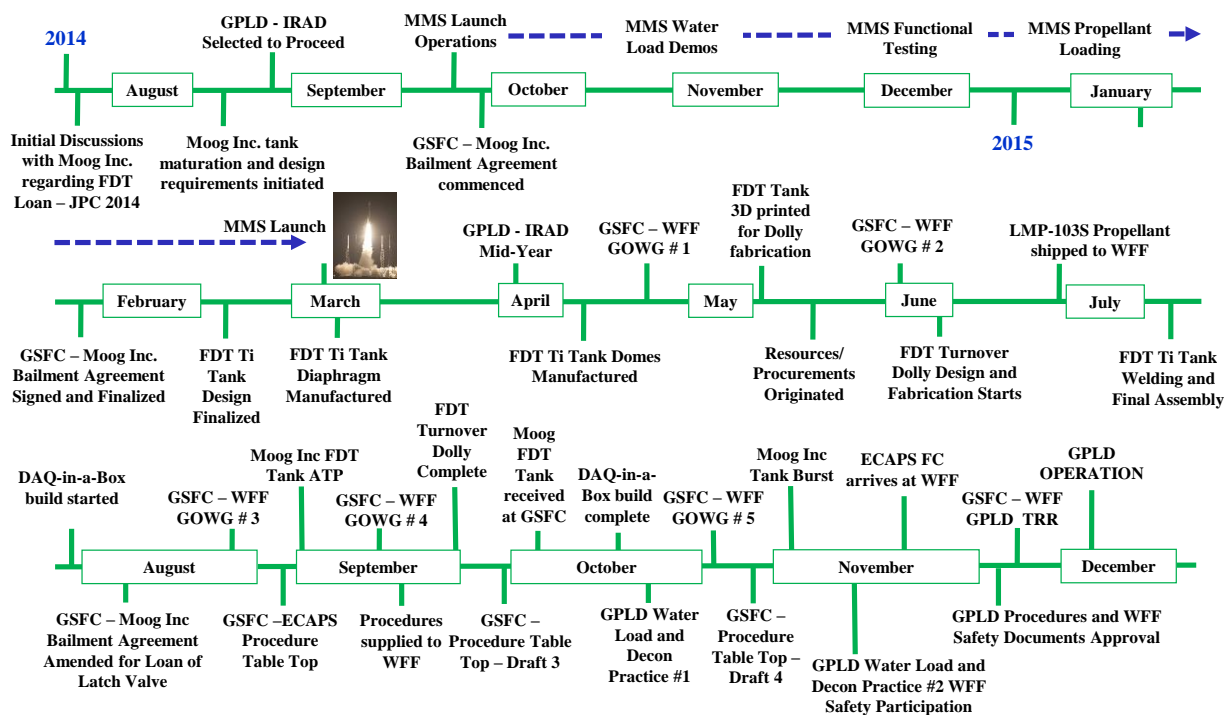 2014
GPLD - IRAD
Selected to Proceed
MMS Launch
Operations
MMS Water
Load Demos
MMS Functional
Testing
MMS Propellant
Loading
August
September
October
November
December
January
Initial Discussions
with Moog Inc.
regarding FDT
Loan – JPC 2014
Moog Inc. tank
maturation and design
requirements initiated
GSFC – Moog Inc.
Bailment Agreement
commenced
2015
MMS Launch
GPLD - IRAD
Mid-Year
GSFC – WFF
GOWG # 1
FDT Tank
3D printed
for Dolly
fabrication
GSFC – WFF
GOWG # 2
LMP-103S Propellant
shipped to WFF
February
March
April
May
June
July
GSFC – Moog Inc.
Bailment Agreement
Signed and Finalized
FDT Ti
Tank
Design
Finalized
FDT Ti Tank
Diaphragm
Manufactured
FDT Ti Tank Domes
Manufactured
Resources/
Procurements
Originated
FDT Turnover
Dolly Design and
Fabrication Starts
FDT Ti Tank
Welding and
Final Assembly
DAQ-in-a-Box
build started
GSFC – WFF
GOWG # 3
Moog Inc FDT
Tank ATP
GSFC – WFF
GOWG # 4
FDT
Turnover
Dolly
Complete
Moog
FDT
Tank
received
at GSFC
DAQ-in-a-
Box build
complete
GSFC – WFF
GOWG # 5
Moog Inc
Tank Burst
ECAPS FC
arrives at WFF
GSFC – WFF
GPLD TRR
GPLD
OPERATION
August
September
October
November
December
GSFC – Moog Inc
Bailment Agreement
Amended for Loan of
Latch Valve
GSFC –ECAPS
Procedure
Table Top
Procedures
supplied to
WFF
GSFC –
Procedure Table
Top – Draft 3
GPLD Water
Load and
Decon
Practice #1
GSFC –
Procedure
Table Top –
Draft 4
GPLD Water Load and
Decon Practice #2 WFF
Safety Participation
GPLD Procedures and WFF
Safety Documents Approval